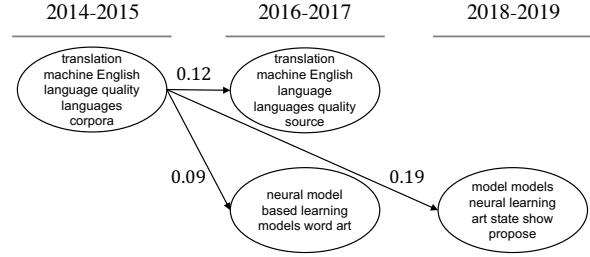 2014-2015
2016-2017
2018-2019
translation
machine English
language quality
languages
corpora
0.12
translation
machine English
language
languages quality
source
0.09
neural model
based learning
models word art
0.19
model models
neural learning
art state show
propose